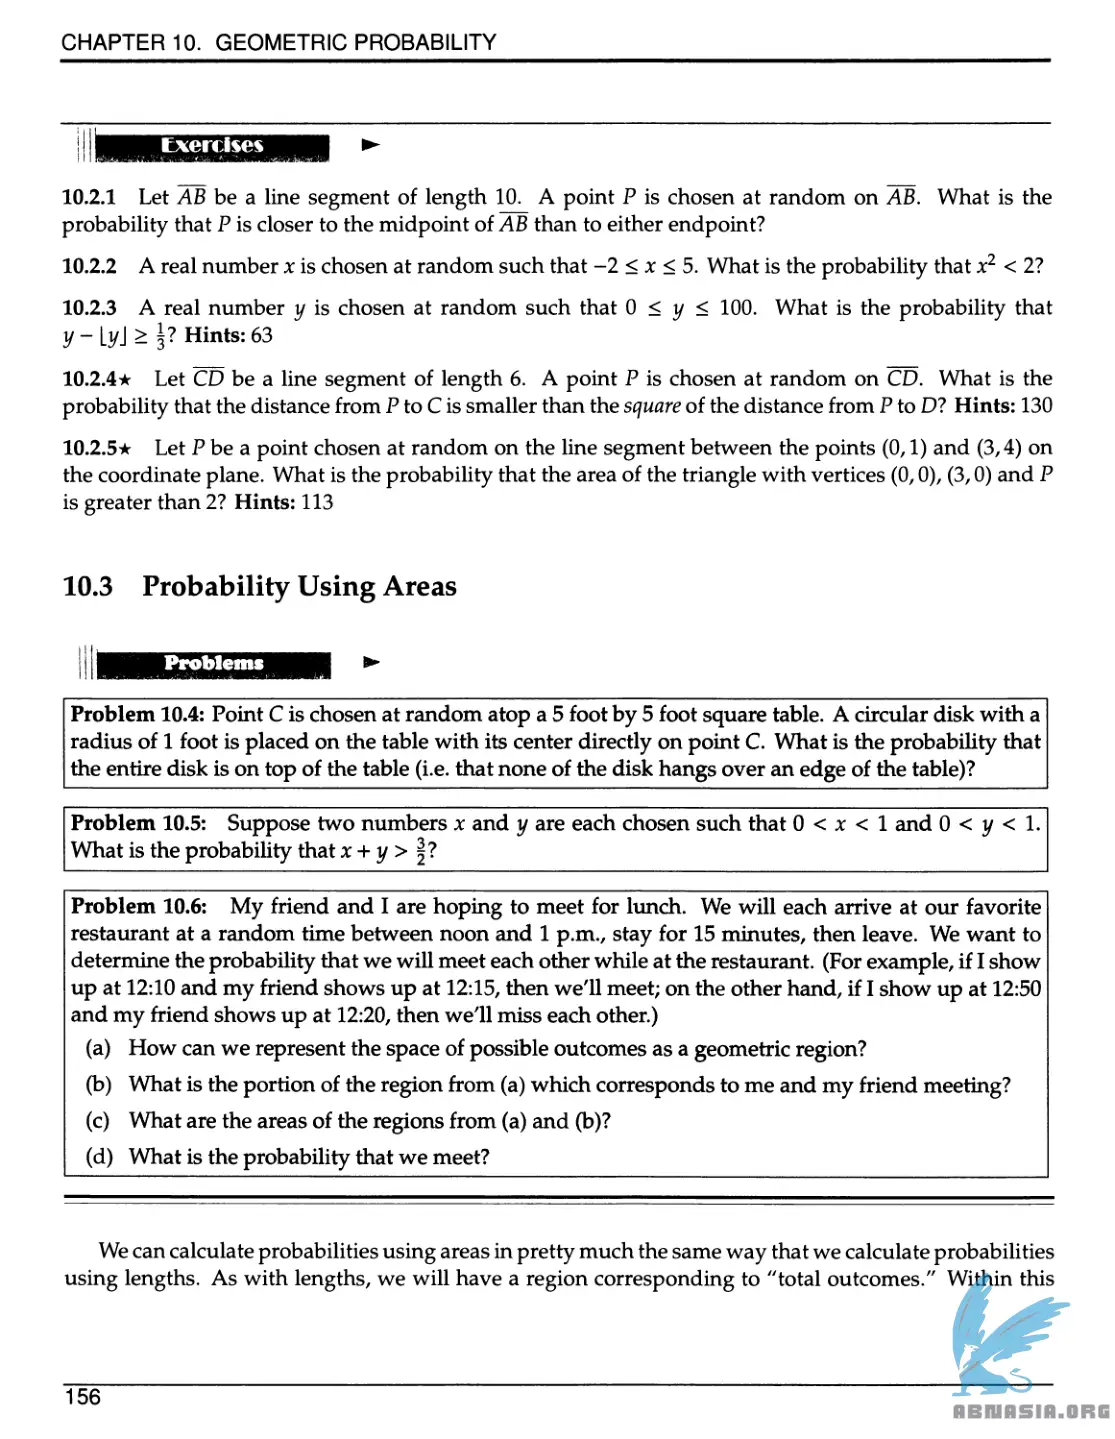 CHAPTER 10. GEOMETRIC PROBABILITY
Exercises
10.2.1 Let AB be a line segment of length 10. A point P is chosen at random on AB. What is the
probability that P is closer to the midpoint of AB than to either endpoint?
10.2.2 A real number x is chosen at random such that −2 ≤ x ≤ 5. What is the probability that x² < 2?
10.2.3 A real number y is chosen at random such that 0 ≤ y ≤ 100. What is the probability that
y − ⌊y⌋ ≥ 1/3? Hints: 63
10.2.4★ Let CD be a line segment of length 6. A point P is chosen at random on CD. What is the
probability that the distance from P to C is smaller than the square of the distance from P to D? Hints: 130
10.2.5★ Let P be a point chosen at random on the line segment between the points (0, 1) and (3, 4) on
the coordinate plane. What is the probability that the area of the triangle with vertices (0, 0), (3, 0) and P
is greater than 2? Hints: 113
10.3 Probability Using Areas
Problems
Problem 10.4: Point C is chosen at random atop a 5 foot by 5 foot square table. A circular disk with a
radius of 1 foot is placed on the table with its center directly on point C. What is the probability that
the entire disk is on top of the table (i.e. that none of the disk hangs over an edge of the table)?
Problem 10.5: Suppose two numbers x and y are each chosen such that 0 < x < 1 and 0 < y < 1.
What is the probability that x + y > 3/2?
Problem 10.6: My friend and I are hoping to meet for lunch. We will each arrive at our favorite
restaurant at a random time between noon and 1 p.m., stay for 15 minutes, then leave. We want to
determine the probability that we will meet each other while at the restaurant. (For example, if I show
up at 12:10 and my friend shows up at 12:15, then we'll meet; on the other hand, if I show up at 12:50
and my friend shows up at 12:20, then we'll miss each other.)
(a) How can we represent the space of possible outcomes as a geometric region?
(b) What is the portion of the region from (a) which corresponds to me and my friend meeting?
(c) What are the areas of the regions from (a) and (b)?
(d) What is the probability that we meet?
We can calculate probabilities using areas in pretty much the same way that we calculate probabilities
using lengths. As with lengths, we will have a region corresponding to "total outcomes." Within this
156
ABNASIA.ORG